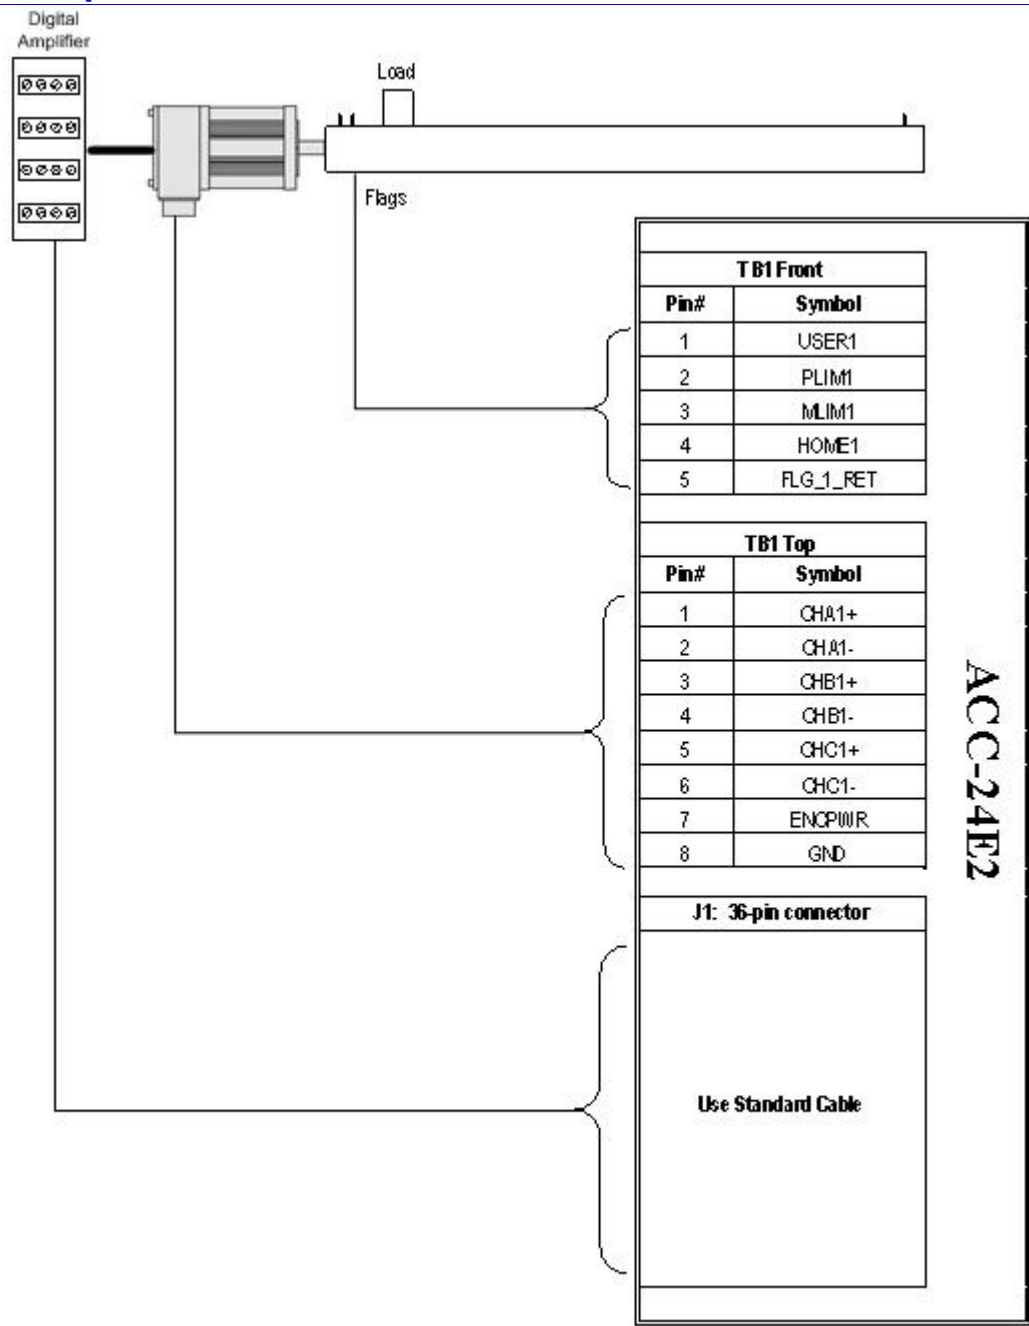 Digital
Amplifier
Load
Flags
TB1 Front
Pin# Symbol
1 USER1
2 PLIM1
3 MLIM1
4 HOME1
5 FLG_1_RET
TB1 Top
Pin# Symbol
1 CHA1+
2 CHA1-
3 CHB1+
4 CHB1-
5 CHC1+
6 CHC1-
7 ENCPWR
8 GND
ACC-24E2
J1: 36-pin connector
Use Standard Cable